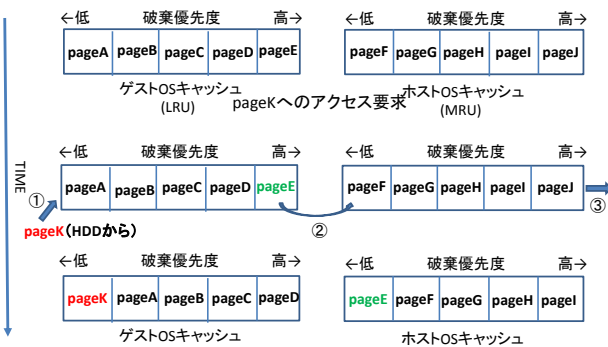 ←低 破棄優先度 高→
pageA pageB pageC pageD pageE
ゲストOSキャッシュ
(LRU)
←低 破棄優先度 高→
pageF pageG pageH pageI pageJ
ホストOSキャッシュ
(MRU)
pageKへのアクセス要求
TIME
←低 破棄優先度 高→
pageA pageB pageC pageD pageE
①
pageK(HDDから)
②
←低 破棄優先度 高→
pageF pageG pageH pageI pageJ
③
←低 破棄優先度 高→
pageK pageA pageB pageC pageD
ゲストOSキャッシュ
←低 破棄優先度 高→
pageE pageF pageG pageH pageI
ホストOSキャッシュ